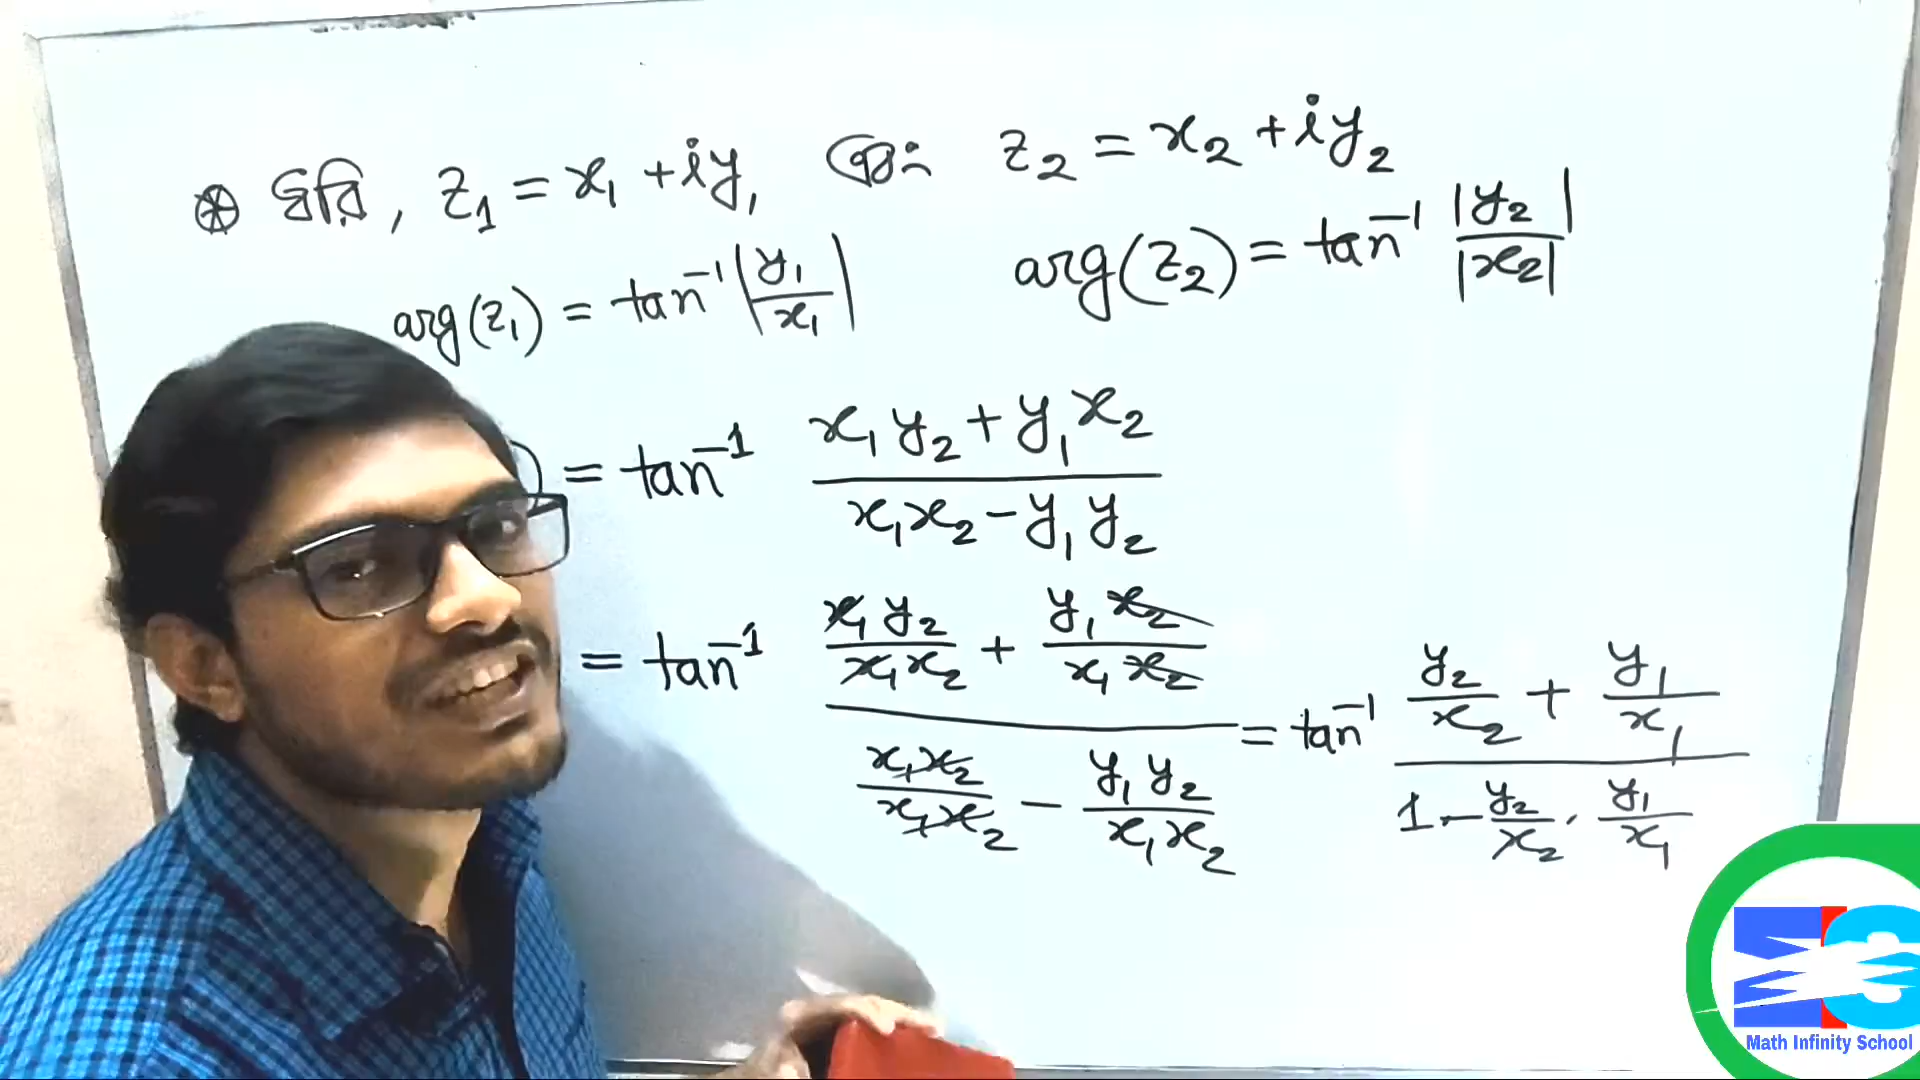 ⊛ ধরি, z₁ = x₁ + iy₁ এবং z₂ = x₂ + iy₂
arg(z₁) = tan⁻¹ |y₁/x₁| arg(z₂) = tan⁻¹ |y₂|/|x₂|
) = tan⁻¹ (x₁y₂ + y₁x₂)/(x₁x₂ − y₁y₂)
= tan⁻¹ (x₁y₂/x₁x₂ + y₁x₂/x₁x₂)/(x₁x₂/x₁x₂ − y₁y₂/x₁x₂) = tan⁻¹ (y₂/x₂ + y₁/x₁)/(1 − y₂/x₂ · y₁/x₁)
Math Infinity School